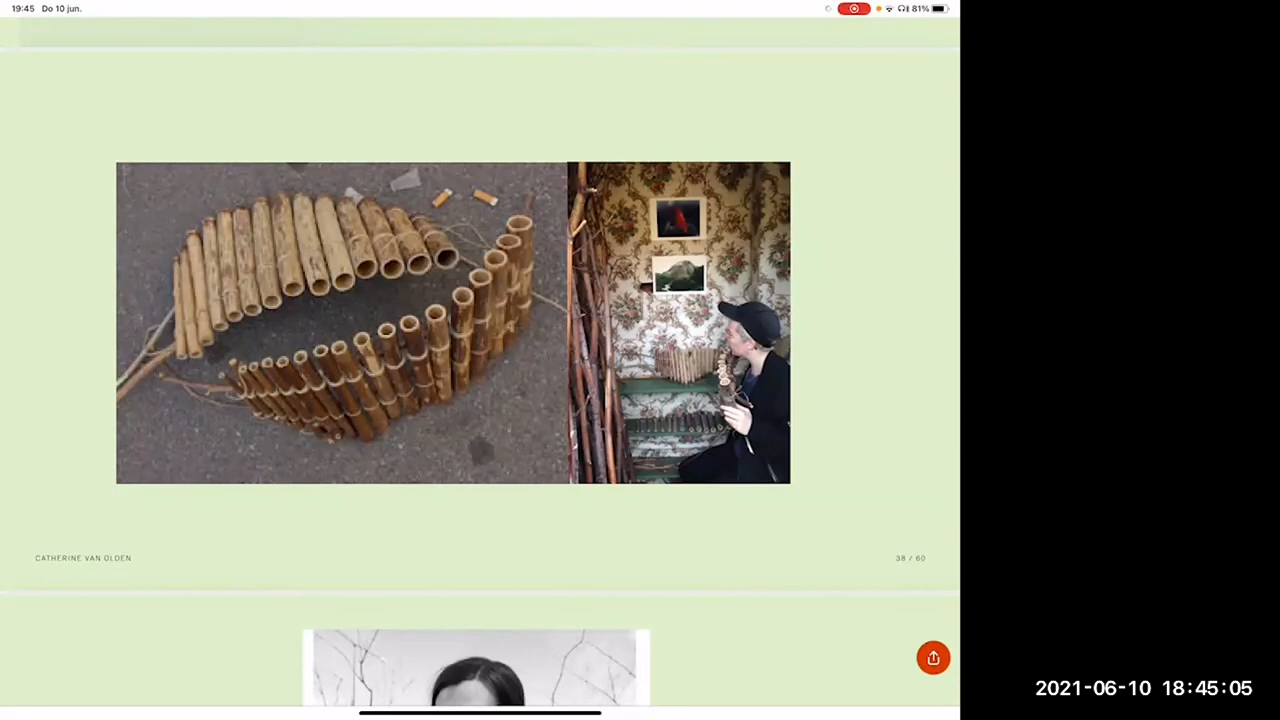 19:45 Do 10 jun.
81%
CATHERINE VAN OLDEN
38 / 60
2021-06-10 18:45:05